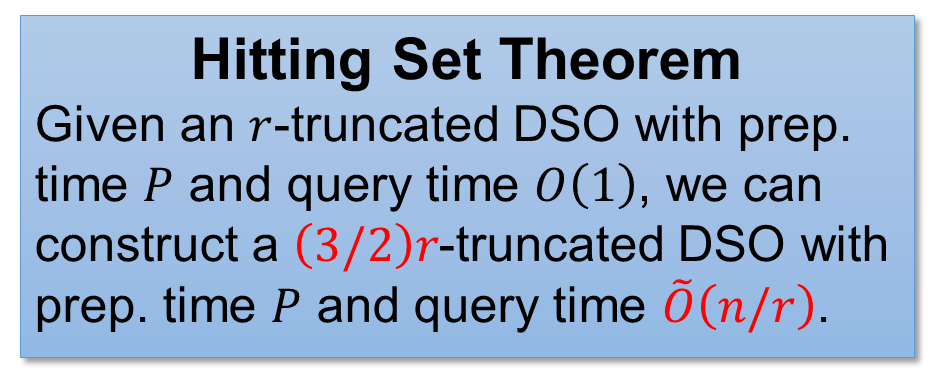 Hitting Set Theorem
Given an 𝑟-truncated DSO with prep.
time 𝑃 and query time 𝑂(1), we can
construct a (3/2)𝑟-truncated DSO with
prep. time 𝑃 and query time Õ(𝑛/𝑟).